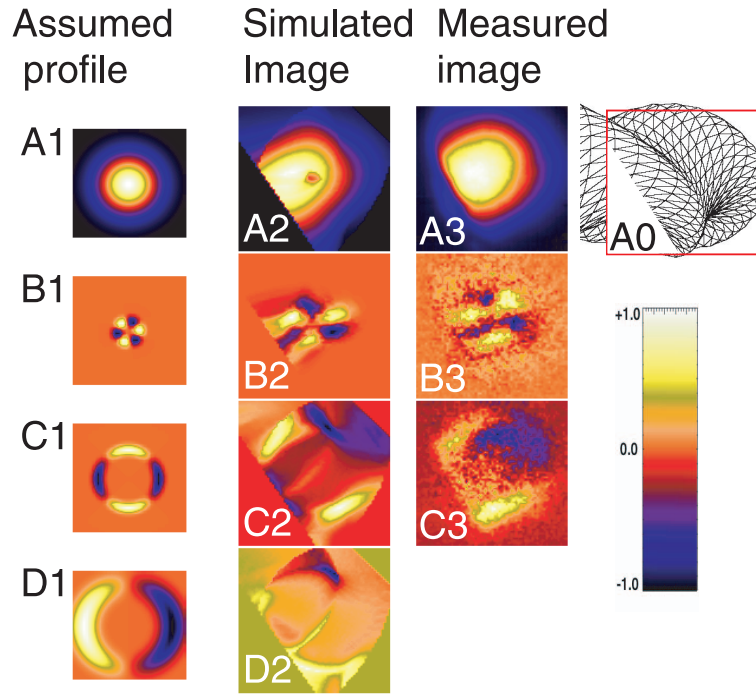 Assumed profile
Simulated Image
Measured image
A1
A2
A3
A0
B1
B2
B3
+1.0
C1
C2
C3
0.0
D1
D2
-1.0